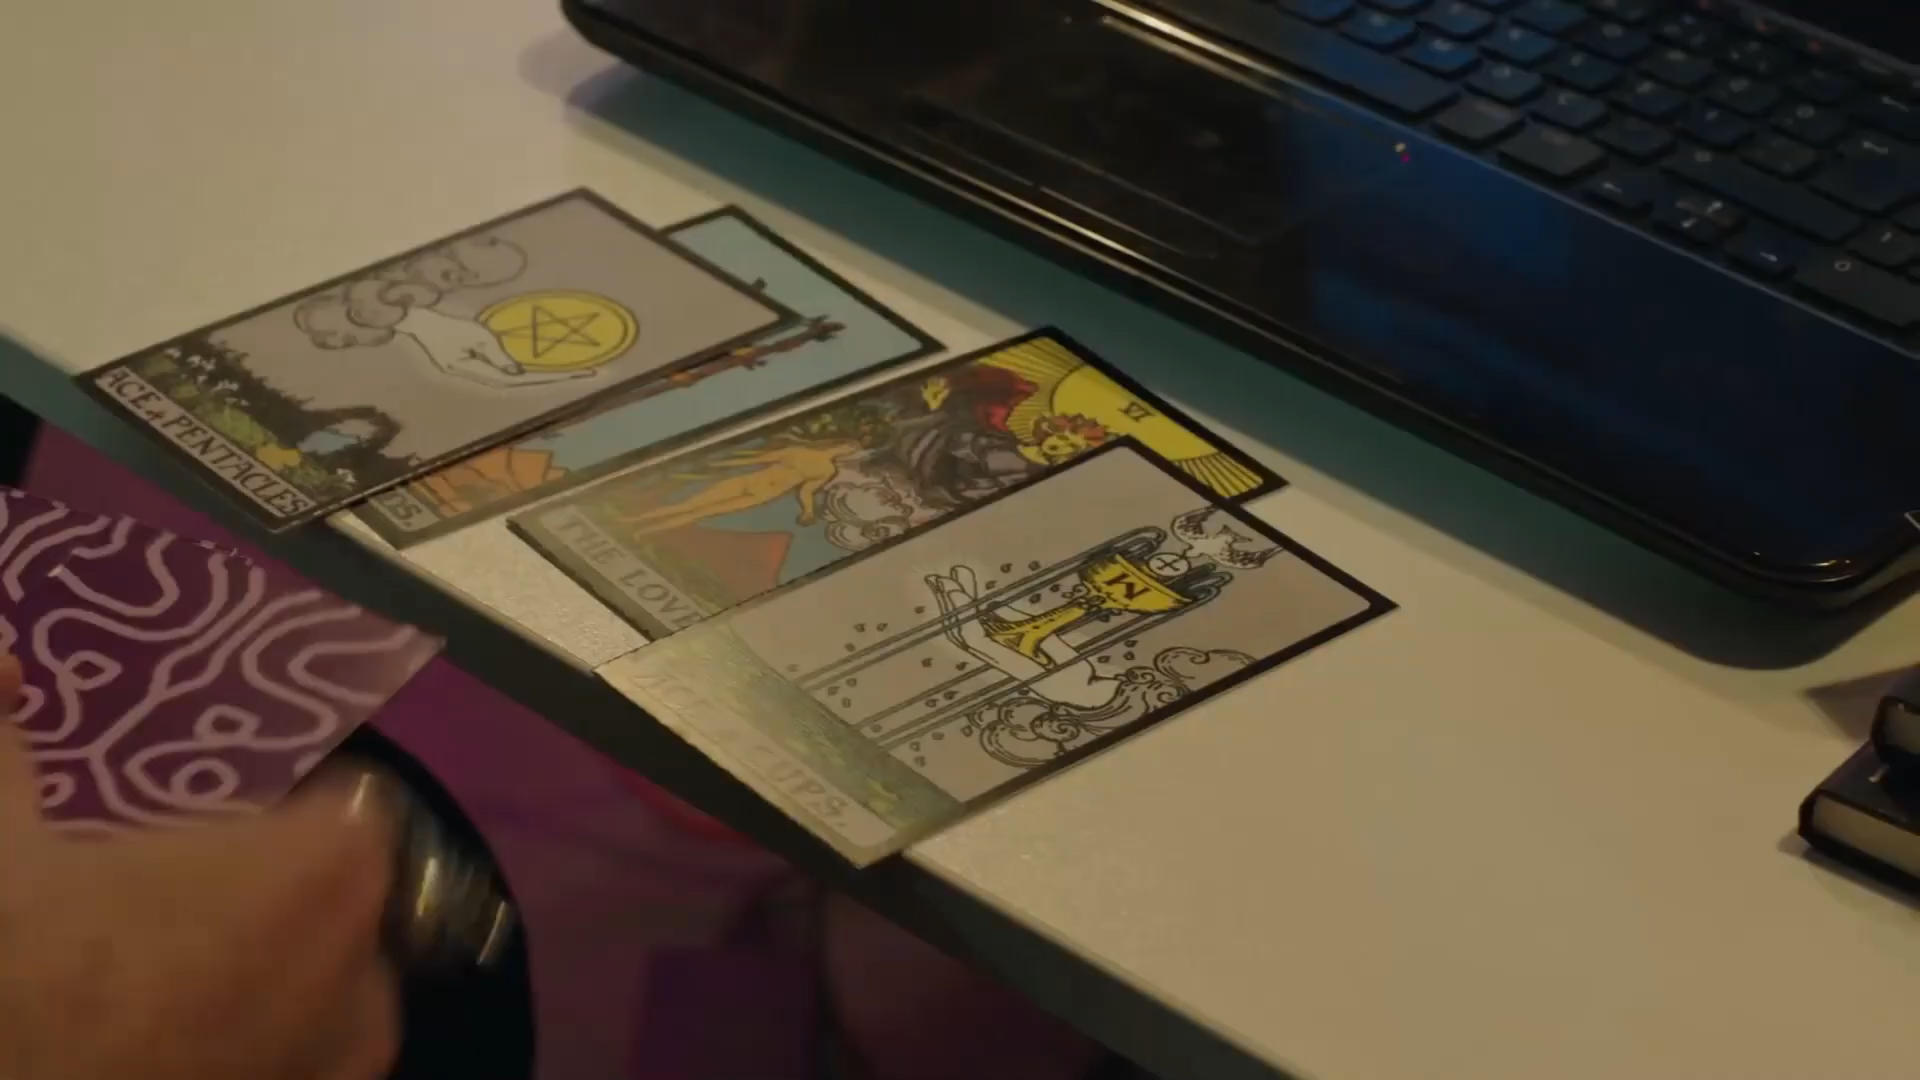 ACE of PENTACLES
DS.
VI
THE LOVE
ACE of CUPS.
M